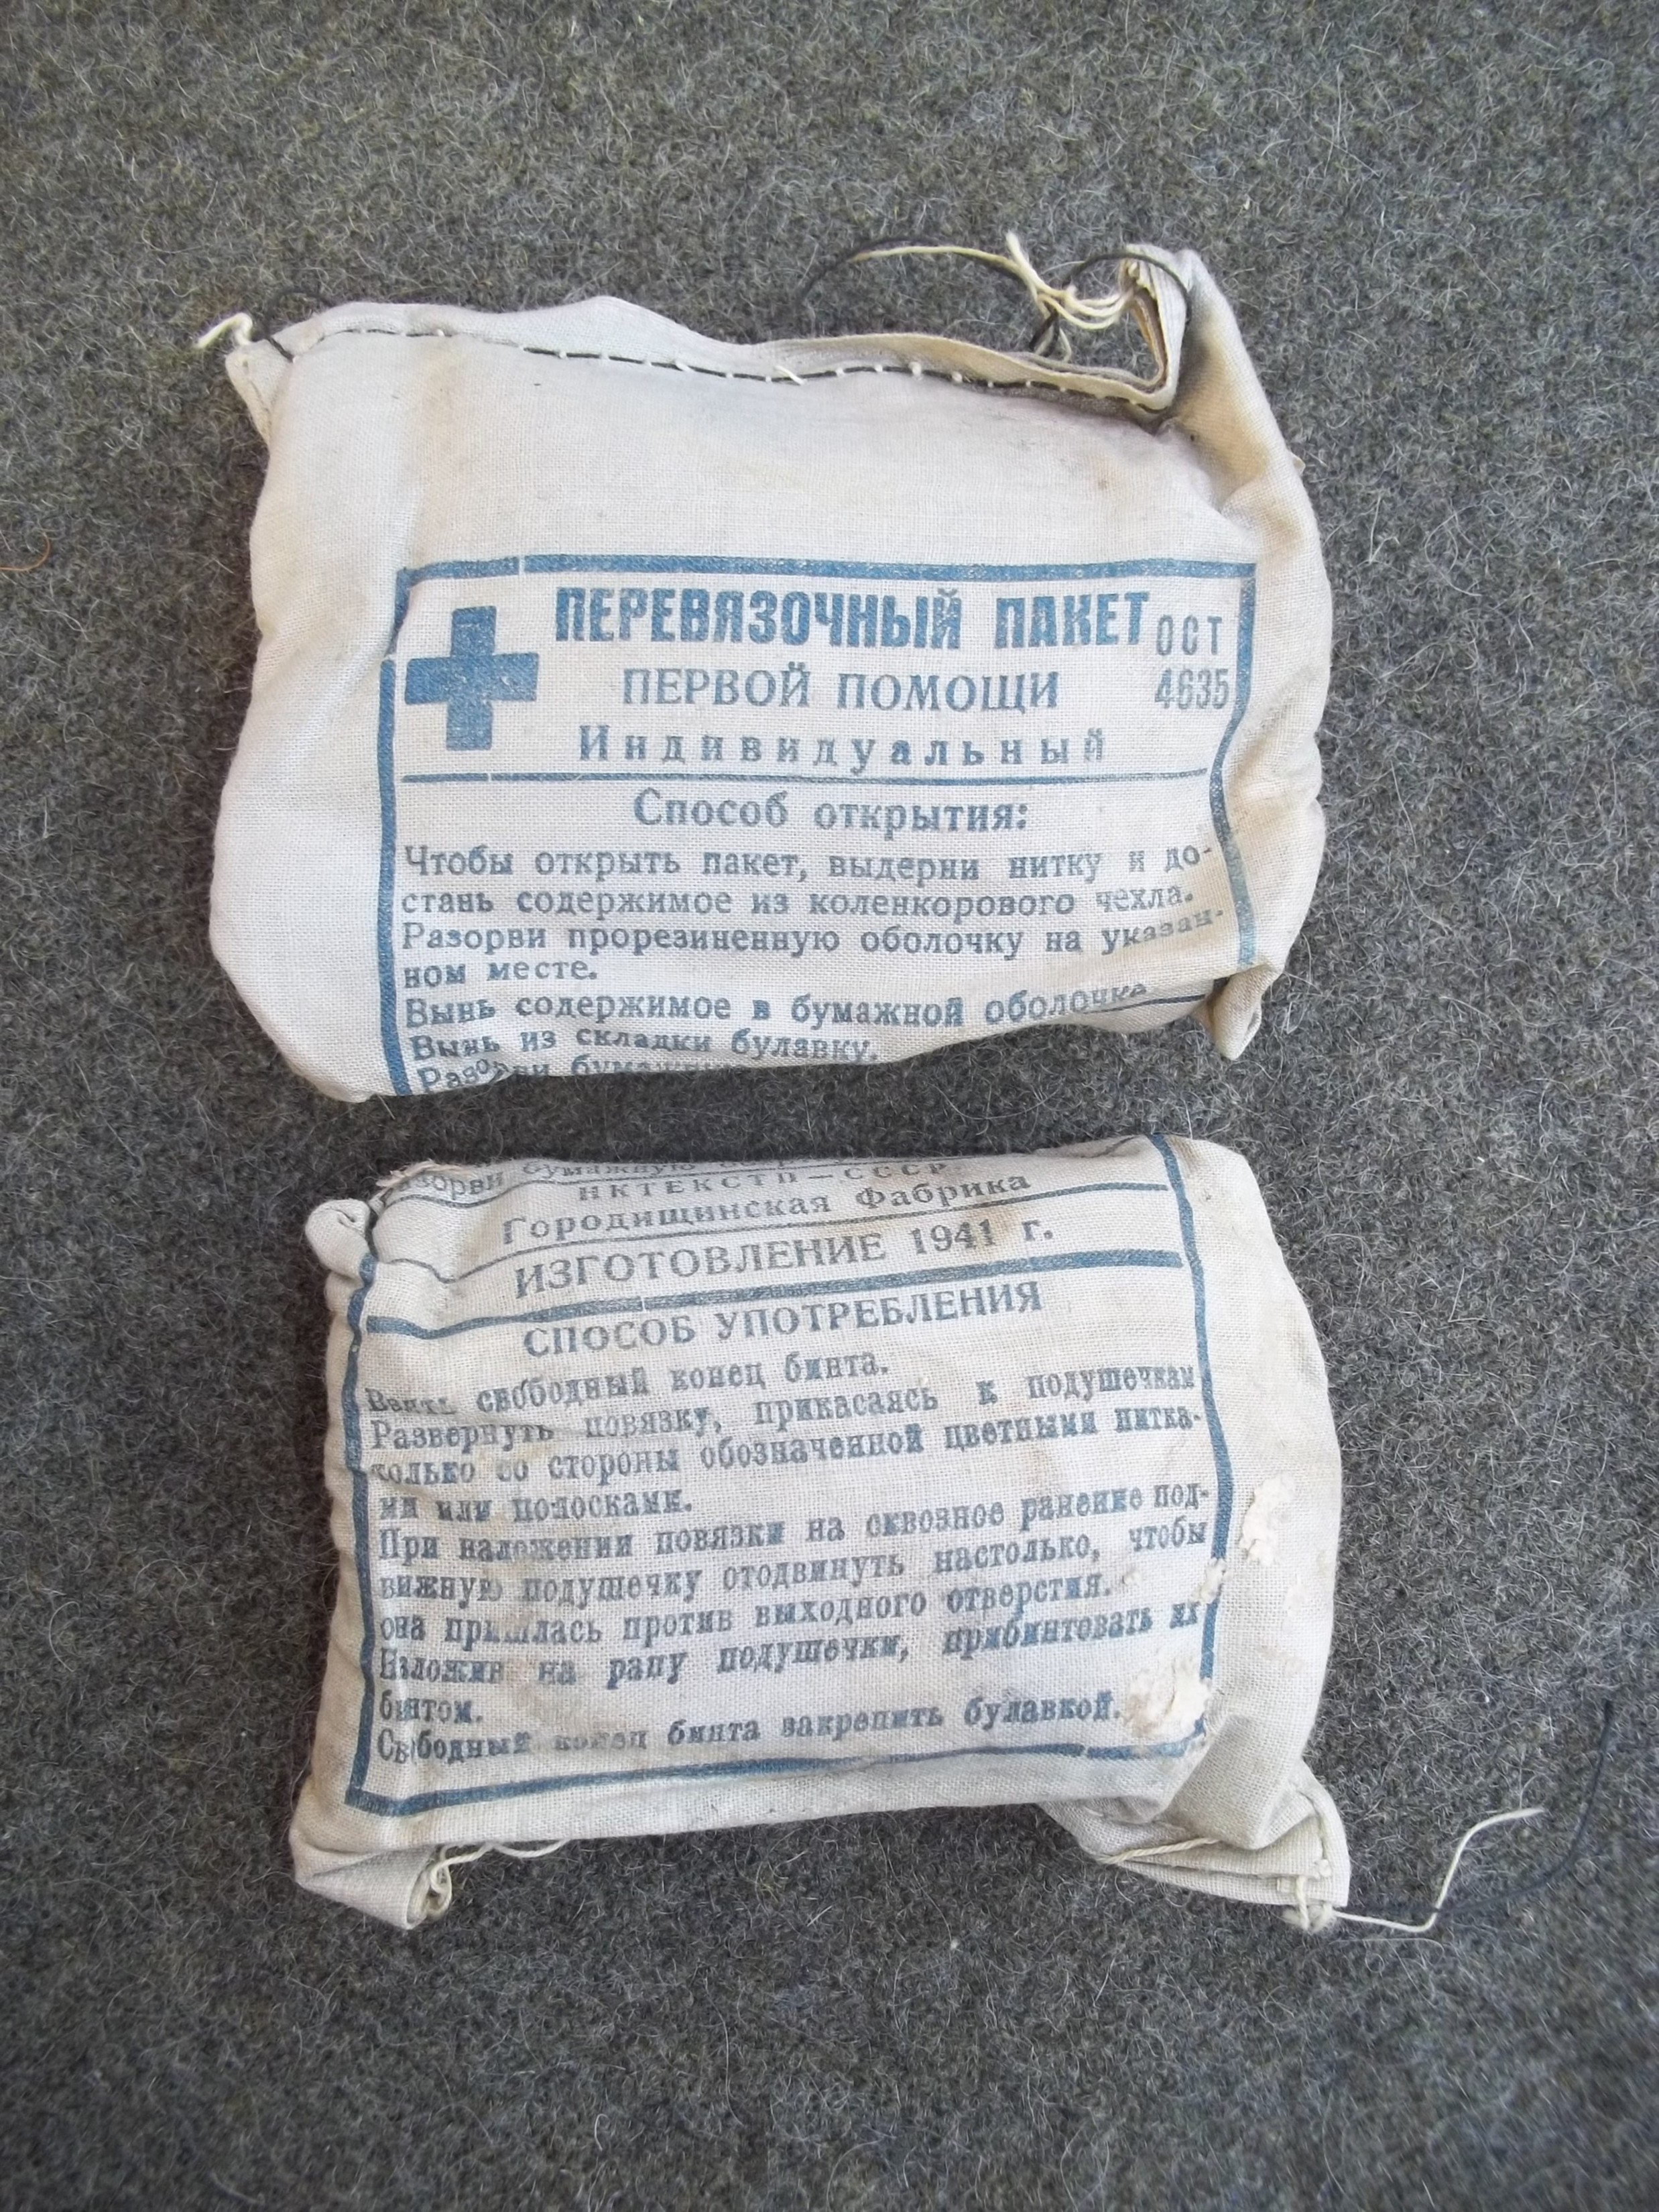 ПЕРЕВЯЗОЧНЫЙ ПАКЕТ
ОСТ
4635
ПЕРВОЙ ПОМОЩИ
Индивидуальный
Способ открытия:
Чтобы открыть пакет, выдерни нитку и до-
стань содержимое из коленкорового чехла.
Разорви прорезиненную оболочку на указан-
ном месте.
Вынь содержимое в бумажной оболочке
Вынь из складки булавку.
Разорви
Разорви бумажную
НКТЕКСТП—СССР.
Городищинская Фабрика
ИЗГОТОВЛЕНИЕ 1941 г.
СПОСОБ УПОТРЕБЛЕНИЯ
Взять свободный конец бинта.
Развернуть повязку, прикасаясь к подушечкам
только со стороны обозначенной цветными нитка-
ми или полосками.
При наложении повязки на сквозное ранение под-
вижную подушечку отодвинуть настолько, чтобы
она пришлась против выходного отверстия.
Наложив на рану подушечки, прибинтовать их
бинтом.
Свободный конец бинта закрепить булавкой.